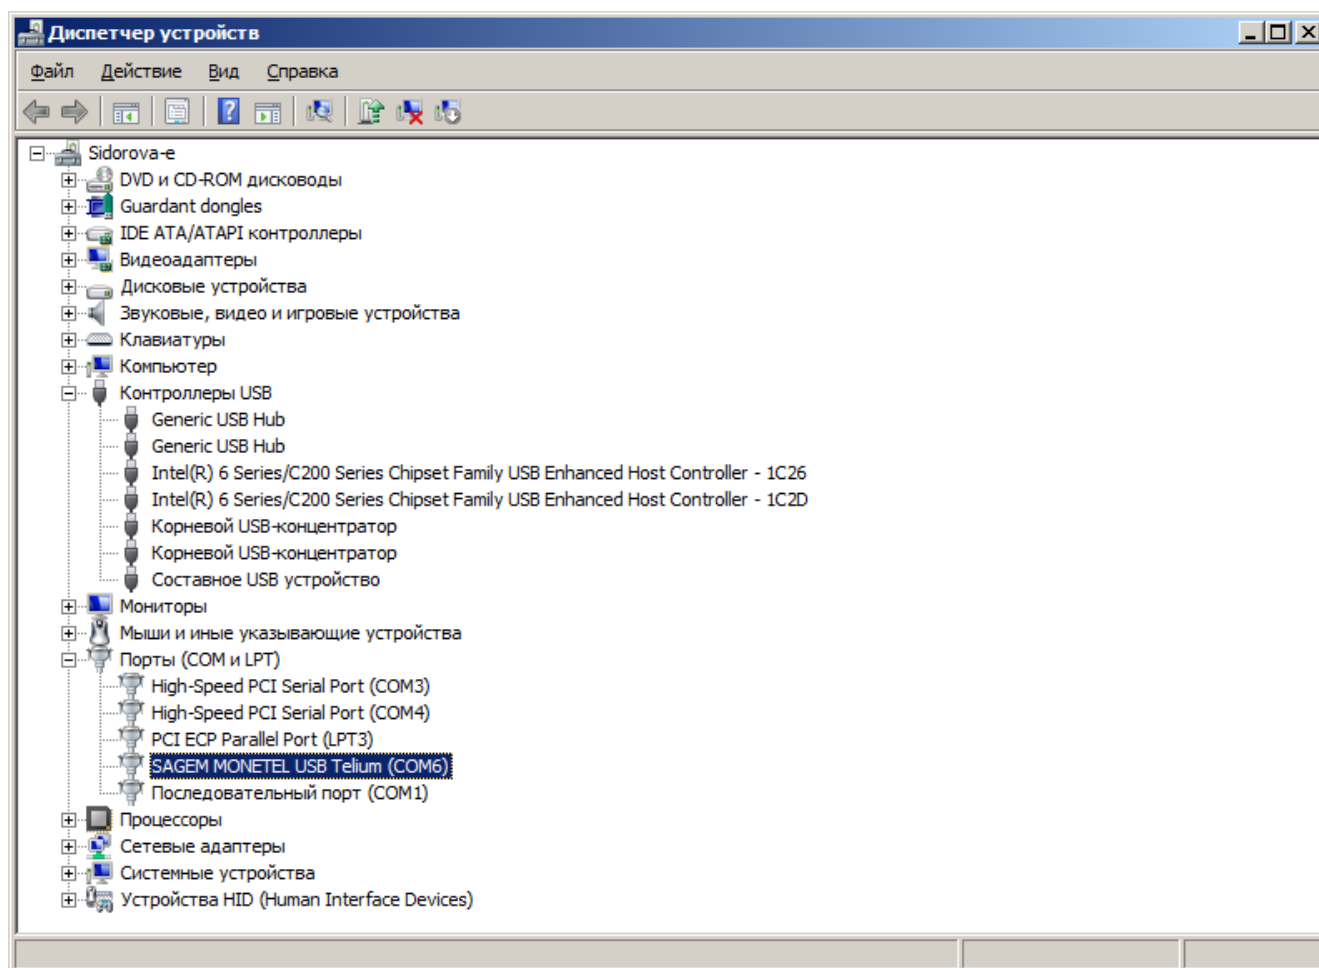 Диспетчер устройств
Файл Действие Вид Справка
Sidorova-e
DVD и CD-ROM дисководы
Guardant dongles
IDE ATA/ATAPI контроллеры
Видеоадаптеры
Дисковые устройства
Звуковые, видео и игровые устройства
Клавиатуры
Компьютер
Контроллеры USB
Generic USB Hub
Generic USB Hub
Intel(R) 6 Series/C200 Series Chipset Family USB Enhanced Host Controller - 1C26
Intel(R) 6 Series/C200 Series Chipset Family USB Enhanced Host Controller - 1C2D
Корневой USB-концентратор
Корневой USB-концентратор
Составное USB устройство
Мониторы
Мыши и иные указывающие устройства
Порты (COM и LPT)
High-Speed PCI Serial Port (COM3)
High-Speed PCI Serial Port (COM4)
PCI ECP Parallel Port (LPT3)
SAGEM MONETEL USB Telium (COM6)
Последовательный порт (COM1)
Процессоры
Сетевые адаптеры
Системные устройства
Устройства HID (Human Interface Devices)